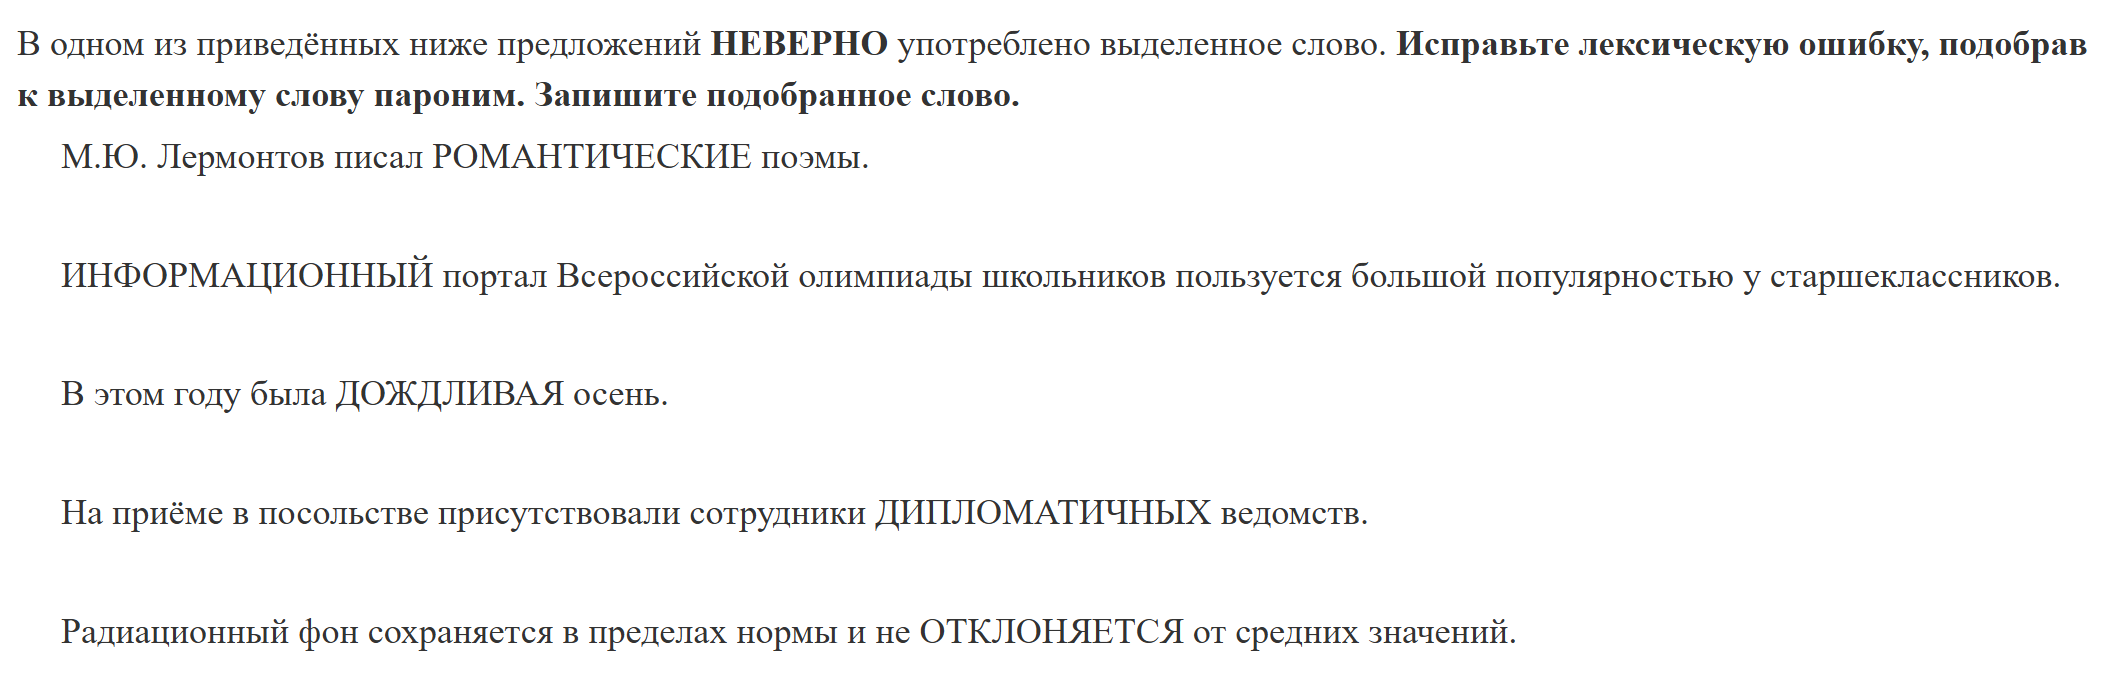 В одном из приведённых ниже предложений НЕВЕРНО употреблено выделенное слово. Исправьте лексическую ошибку, подобрав
к выделенному слову пароним. Запишите подобранное слово.
М.Ю. Лермонтов писал РОМАНТИЧЕСКИЕ поэмы.
ИНФОРМАЦИОННЫЙ портал Всероссийской олимпиады школьников пользуется большой популярностью у старшеклассников.
В этом году была ДОЖДЛИВАЯ осень.
На приёме в посольстве присутствовали сотрудники ДИПЛОМАТИЧНЫХ ведомств.
Радиационный фон сохраняется в пределах нормы и не ОТКЛОНЯЕТСЯ от средних значений.